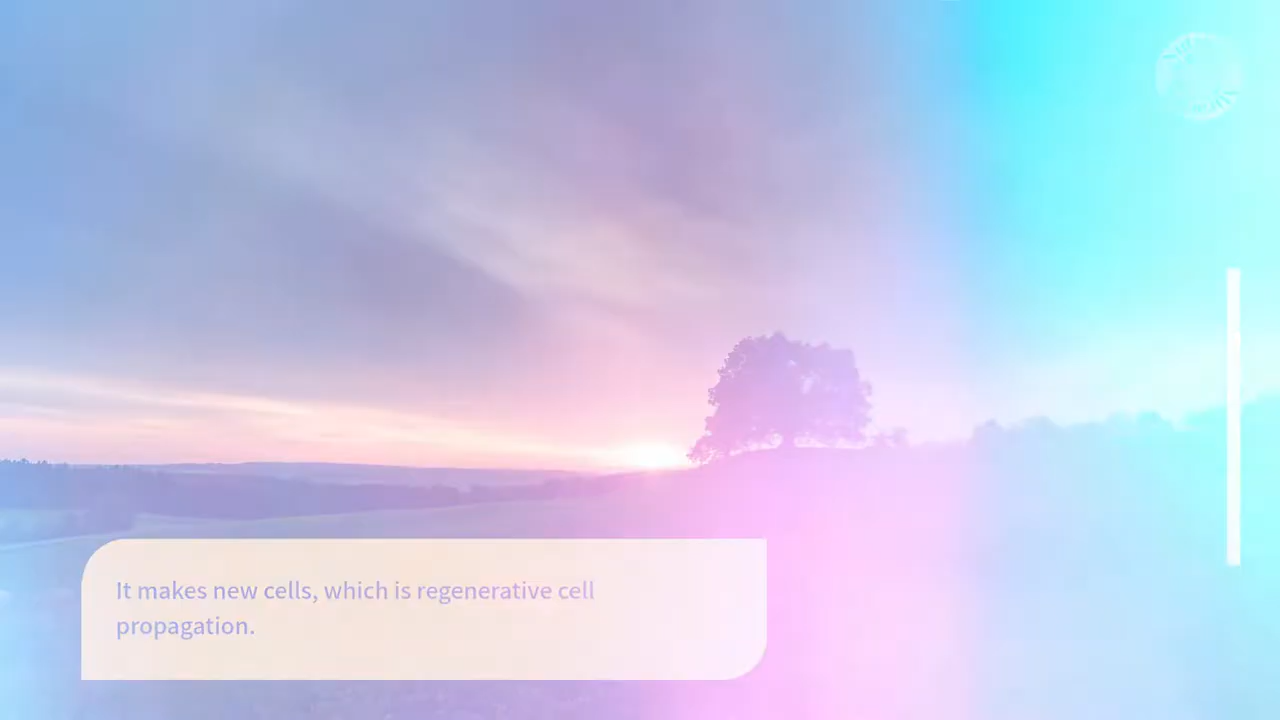 It makes new cells, which is regenerative cell
propagation.